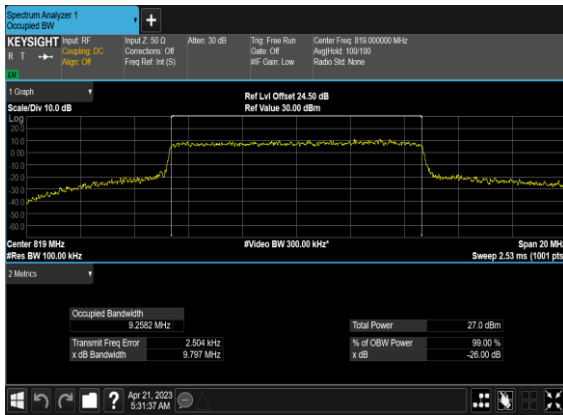 Spectrum Analyzer 1
Occupied BW
+
KEYSIGHT Input: RF Input Z: 50 Ω Atten: 30 dB Trig: Free Run Center Freq: 819.000000 MHz
R T Coupling: DC Corrections: Off Gate: Off Avg|Hold: 100/100
Align: Off Freq Ref: Int (S) #IF Gain: Low Radio Std: None
1 Graph
Ref Lvl Offset 24.50 dB
Scale/Div 10.0 dB Ref Value 30.00 dBm
Log
20.0
10.0
0.00
-10.0
-20.0
-30.0
-40.0
-50.0
-60.0
Center 819 MHz #Video BW 300.00 kHz* Span 20 MHz
#Res BW 100.00 kHz Sweep 2.53 ms (1001 pts
2 Metrics
Occupied Bandwidth
9.2582 MHz Total Power 27.0 dBm
Transmit Freq Error 2.504 kHz % of OBW Power 99.00 %
x dB Bandwidth 9.797 MHz x dB -26.00 dB
? Apr 21, 2023
5:31:37 AM